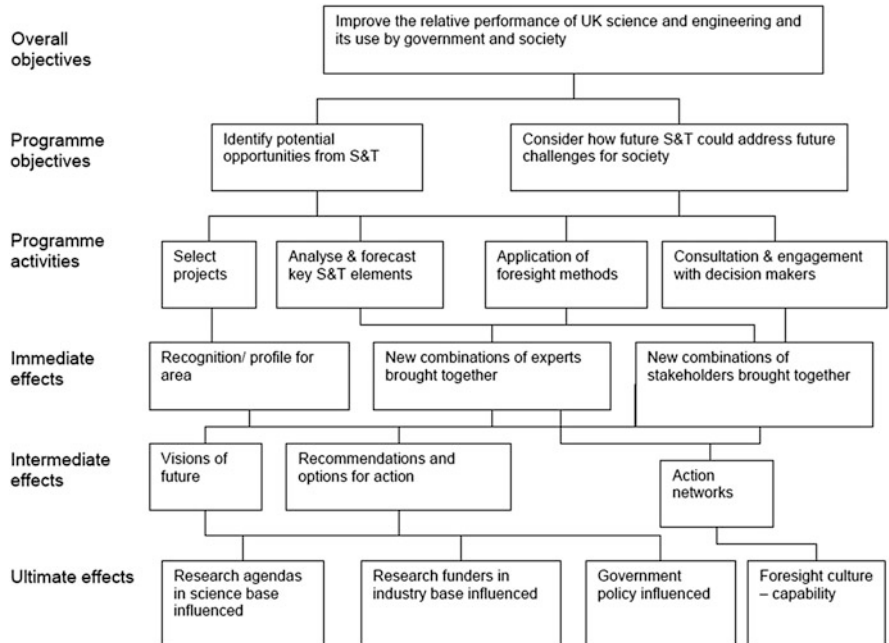 Improve the relative performance of UK science and engineering and
its use by government and society
Overall
objectives
Programme
objectives
Identify potential
opportunities from S&T
Consider how future S&T could address future
challenges for society
Programme
activities
Select
projects
Analyse & forecast
key S&T elements
Application of
foresight methods
Consultation & engagement
with decision makers
Immediate
effects
Recognition/ profile for
area
New combinations of experts
brought together
New combinations of
stakeholders brought together
Intermediate
effects
Visions of
future
Recommendations and
options for action
Action
networks
Ultimate effects
Research agendas
in science base
influenced
Research funders in
industry base influenced
Government
policy influenced
Foresight culture
– capability